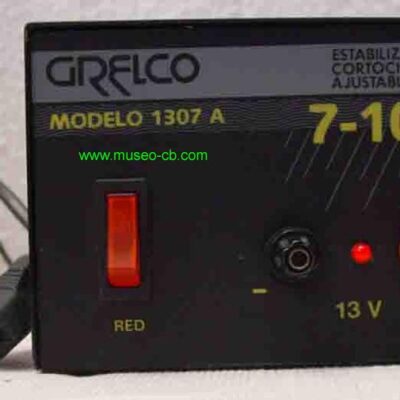 GRELCO
ESTABILIZ
CORTOCI
AJUSTABL
MODELO 1307 A
7-10
www.museo-cb.com
-
RED
13 V